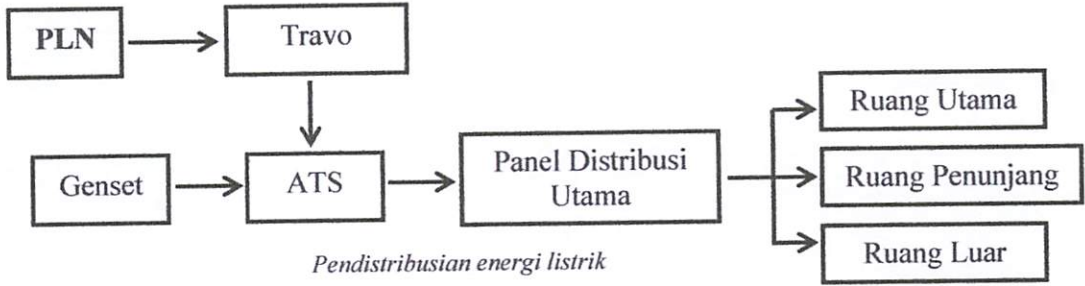 PLN
Travo
Genset
ATS
Panel Distribusi
Utama
Ruang Utama
Ruang Penunjang
Ruang Luar
Pendistribusian energi listrik